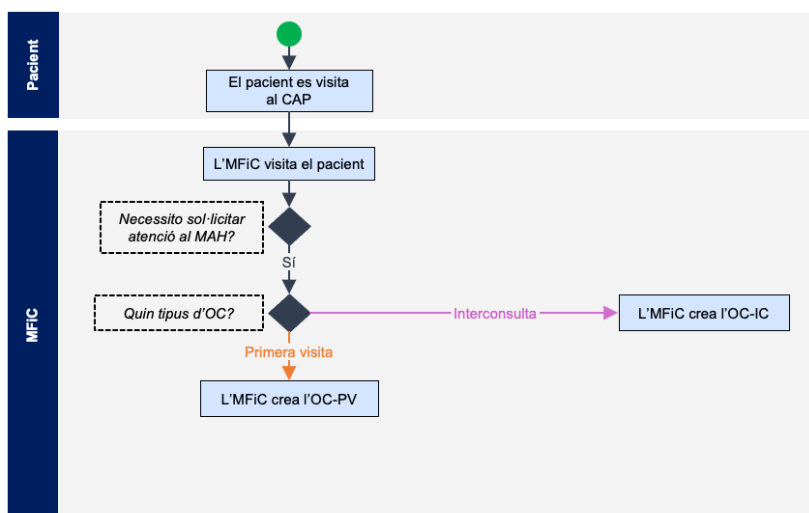 Pacient
El pacient es visita
al CAP
MFiC
L'MFiC visita el pacient
Necessito sol·licitar
atenció al MAH?
Sí
Quin tipus d'OC?
Interconsulta
L'MFiC crea l'OC-IC
Primera visita
L'MFiC crea l'OC-PV